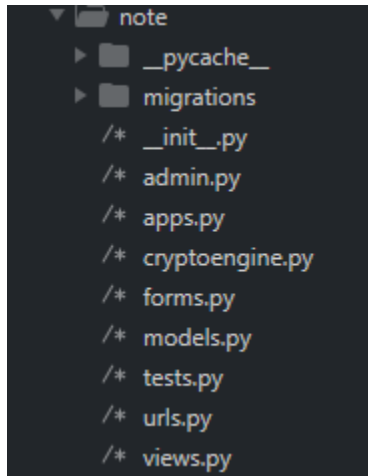 note
__pycache__
migrations
/* __init__.py
/* admin.py
/* apps.py
/* cryptoengine.py
/* forms.py
/* models.py
/* tests.py
/* urls.py
/* views.py